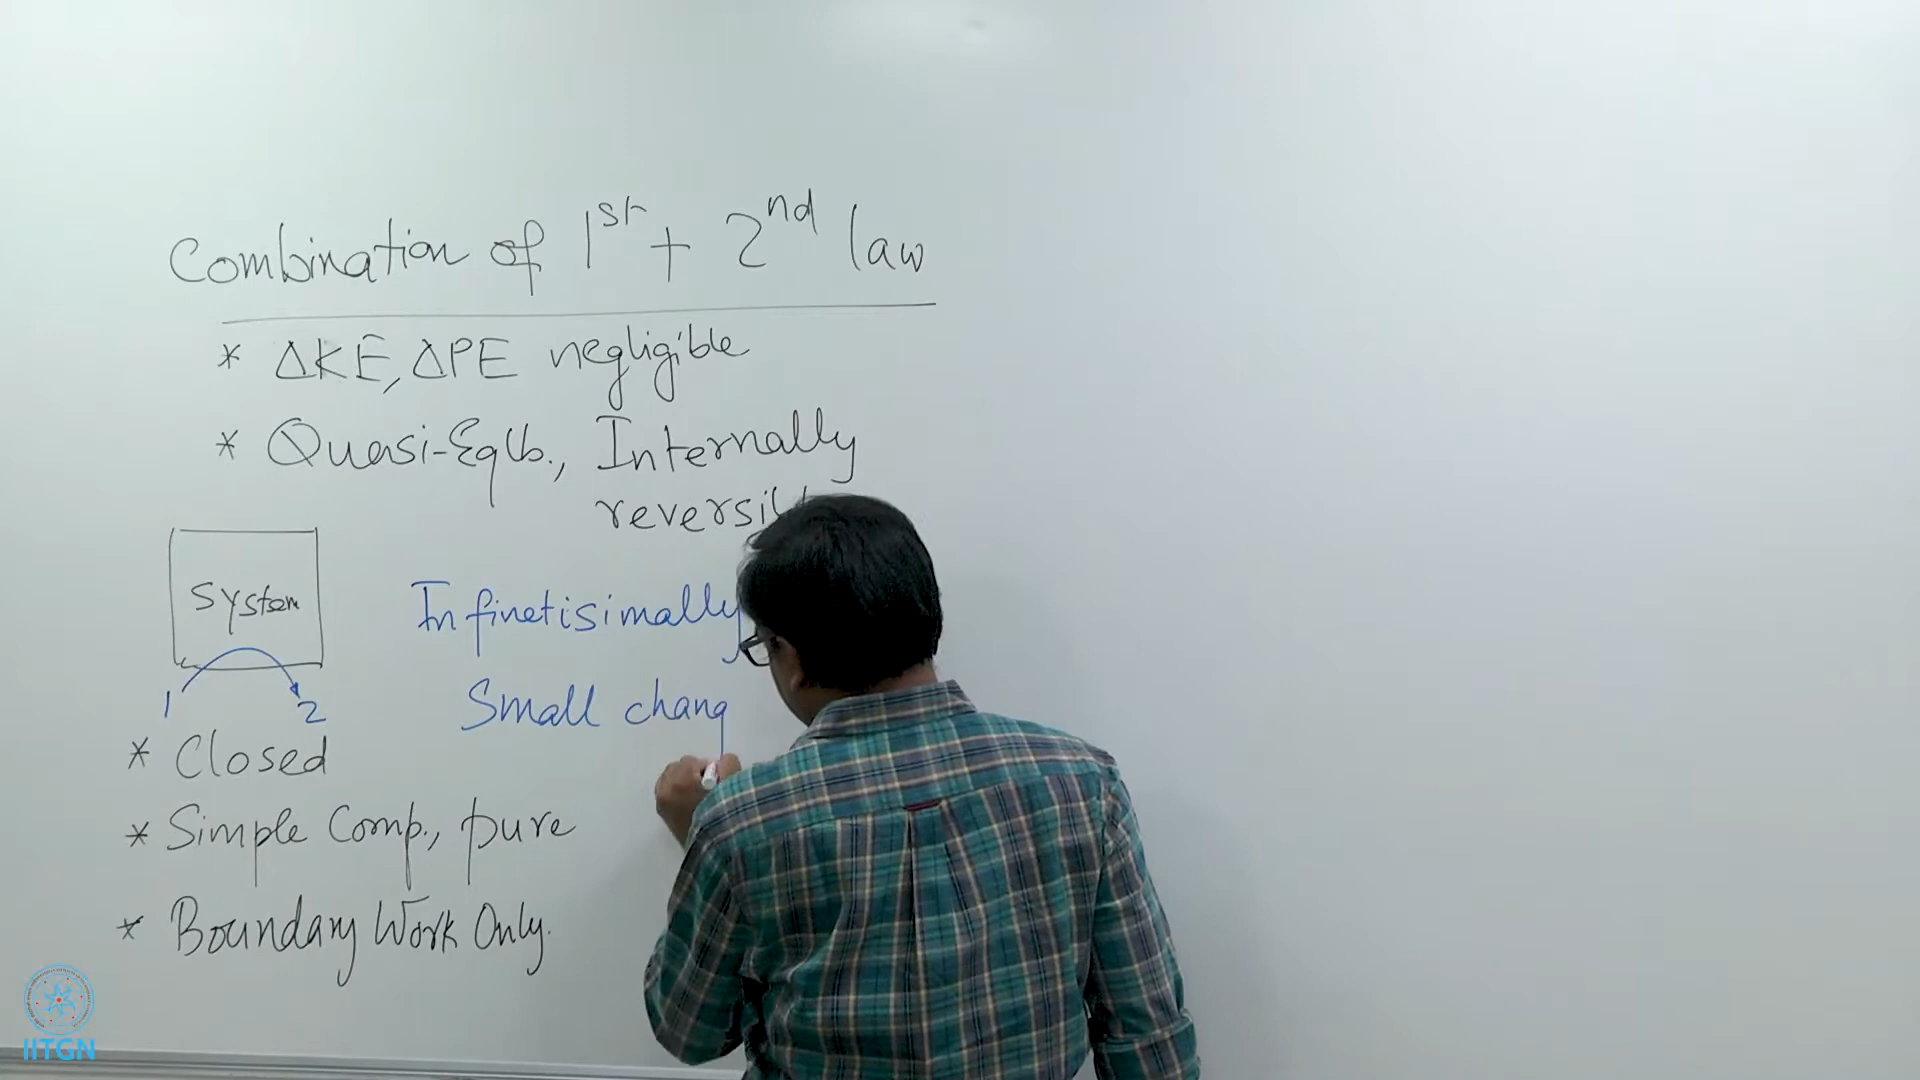 Combination of 1st + 2nd law
* ΔKE, ΔPE negligible
* Quasi-Eqlb., Internally
System
Infinetisimally
1 2
Small chang
* Closed
* Simple Comp., pure
* Boundary Work Only.
IITGN